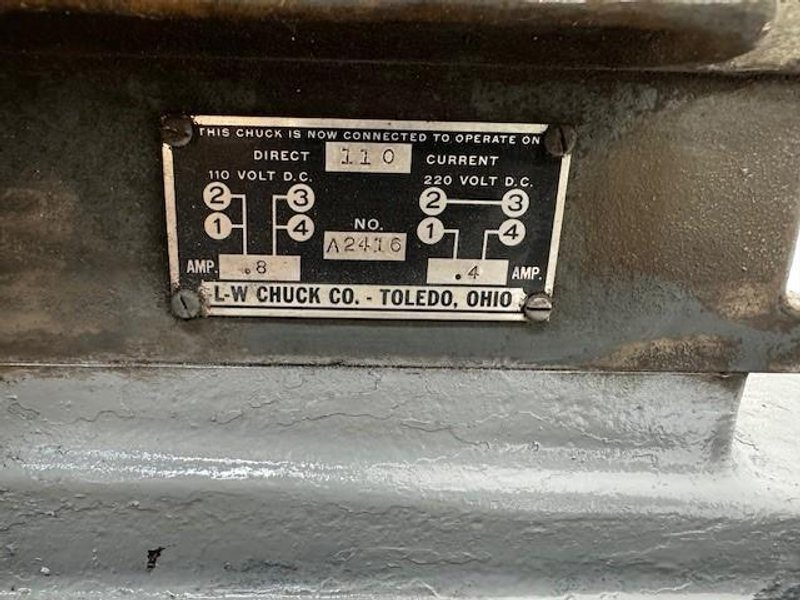 THIS CHUCK IS NOW CONNECTED TO OPERATE ON
DIRECT 110 CURRENT
110 VOLT D.C. 220 VOLT D.C.
2 3 2 3
1 4 NO. 1 4
A2416
AMP. .8 .4 AMP.
L-W CHUCK CO. - TOLEDO, OHIO